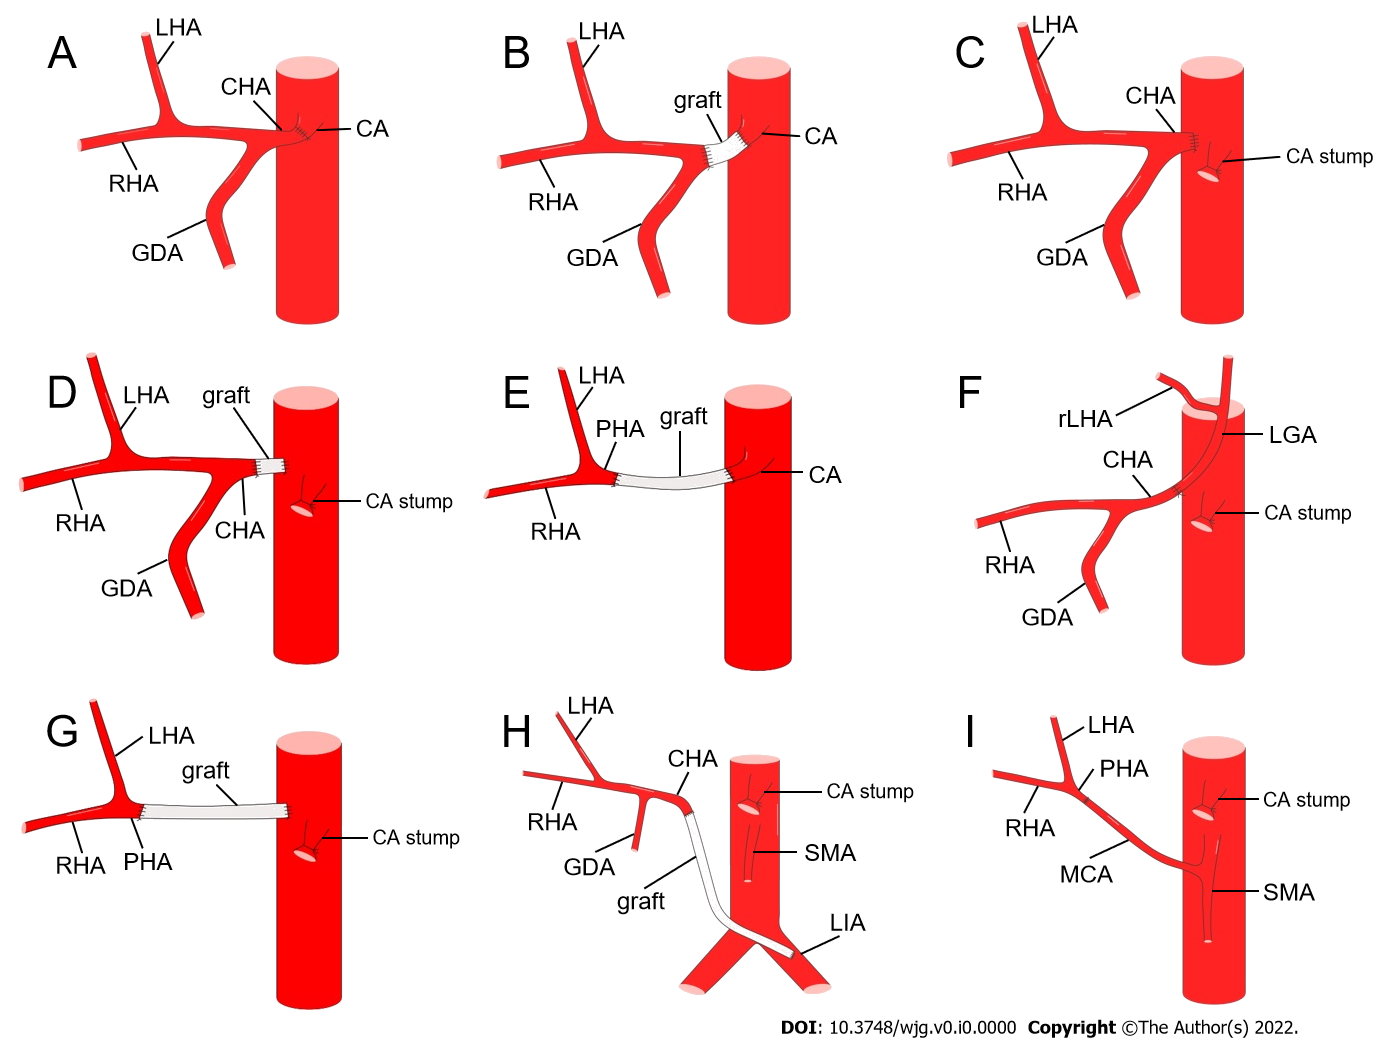 A
LHA
CHA
CA
RHA
GDA
B
LHA
graft
CA
RHA
GDA
C
LHA
CHA
CA stump
RHA
GDA
D
LHA
graft
CA stump
RHA
CHA
GDA
E
LHA
PHA
graft
CA
RHA
F
rLHA
LGA
CHA
CA stump
RHA
GDA
G
LHA
graft
CA stump
RHA
PHA
H
LHA
CHA
CA stump
RHA
SMA
GDA
graft
LIA
I
LHA
PHA
CA stump
RHA
MCA
SMA
DOI: 10.3748/wjg.v0.i0.0000 Copyright ©The Author(s) 2022.